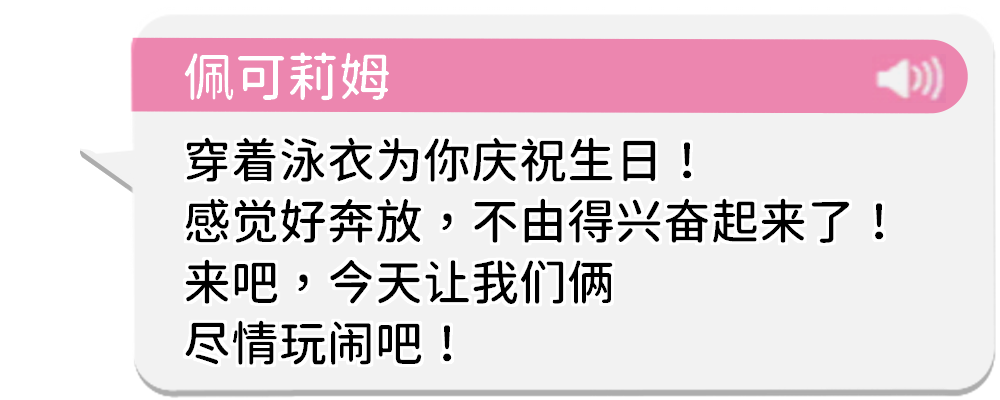 佩可莉姆
穿着泳衣为你庆祝生日！
感觉好奔放，不由得兴奋起来了！
来吧，今天让我们俩
尽情玩闹吧！